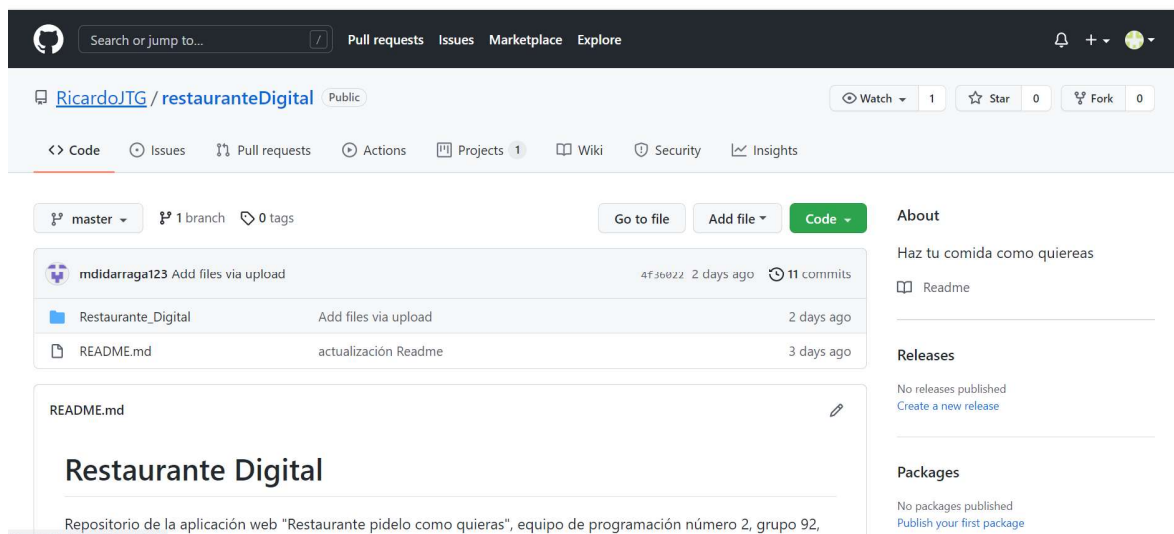 Search or jump to... / Pull requests Issues Marketplace Explore
RicardoJTG / restauranteDigital Public Watch 1 Star 0 Fork 0
<> Code Issues Pull requests Actions Projects 1 Wiki Security Insights
master 1 branch 0 tags Go to file Add file Code
mdidarraga123 Add files via upload 4f36022 2 days ago 11 commits
Restaurante_Digital Add files via upload 2 days ago
README.md actualización Readme 3 days ago
README.md
Restaurante Digital
Repositorio de la aplicación web "Restaurante pidelo como quieras", equipo de programación número 2, grupo 92,
About
Haz tu comida como quiereas
Readme
Releases
No releases published
Create a new release
Packages
No packages published
Publish your first package